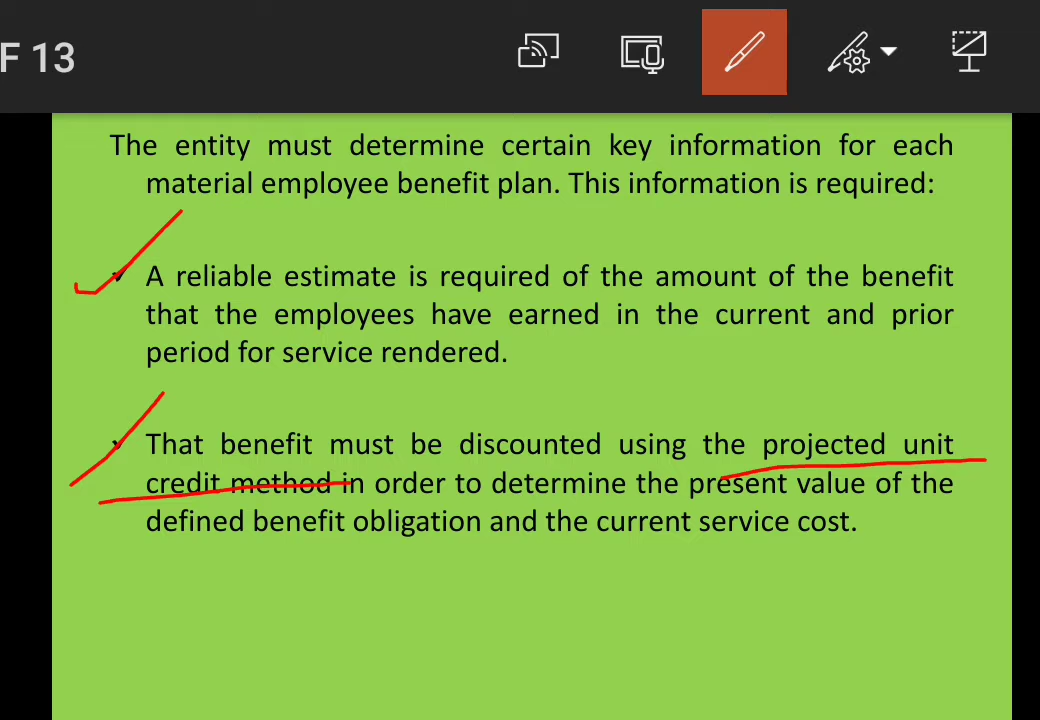 F 13
The entity must determine certain key information for each
material employee benefit plan. This information is required:
A reliable estimate is required of the amount of the benefit
that the employees have earned in the current and prior
period for service rendered.
That benefit must be discounted using the projected unit
credit method in order to determine the present value of the
defined benefit obligation and the current service cost.